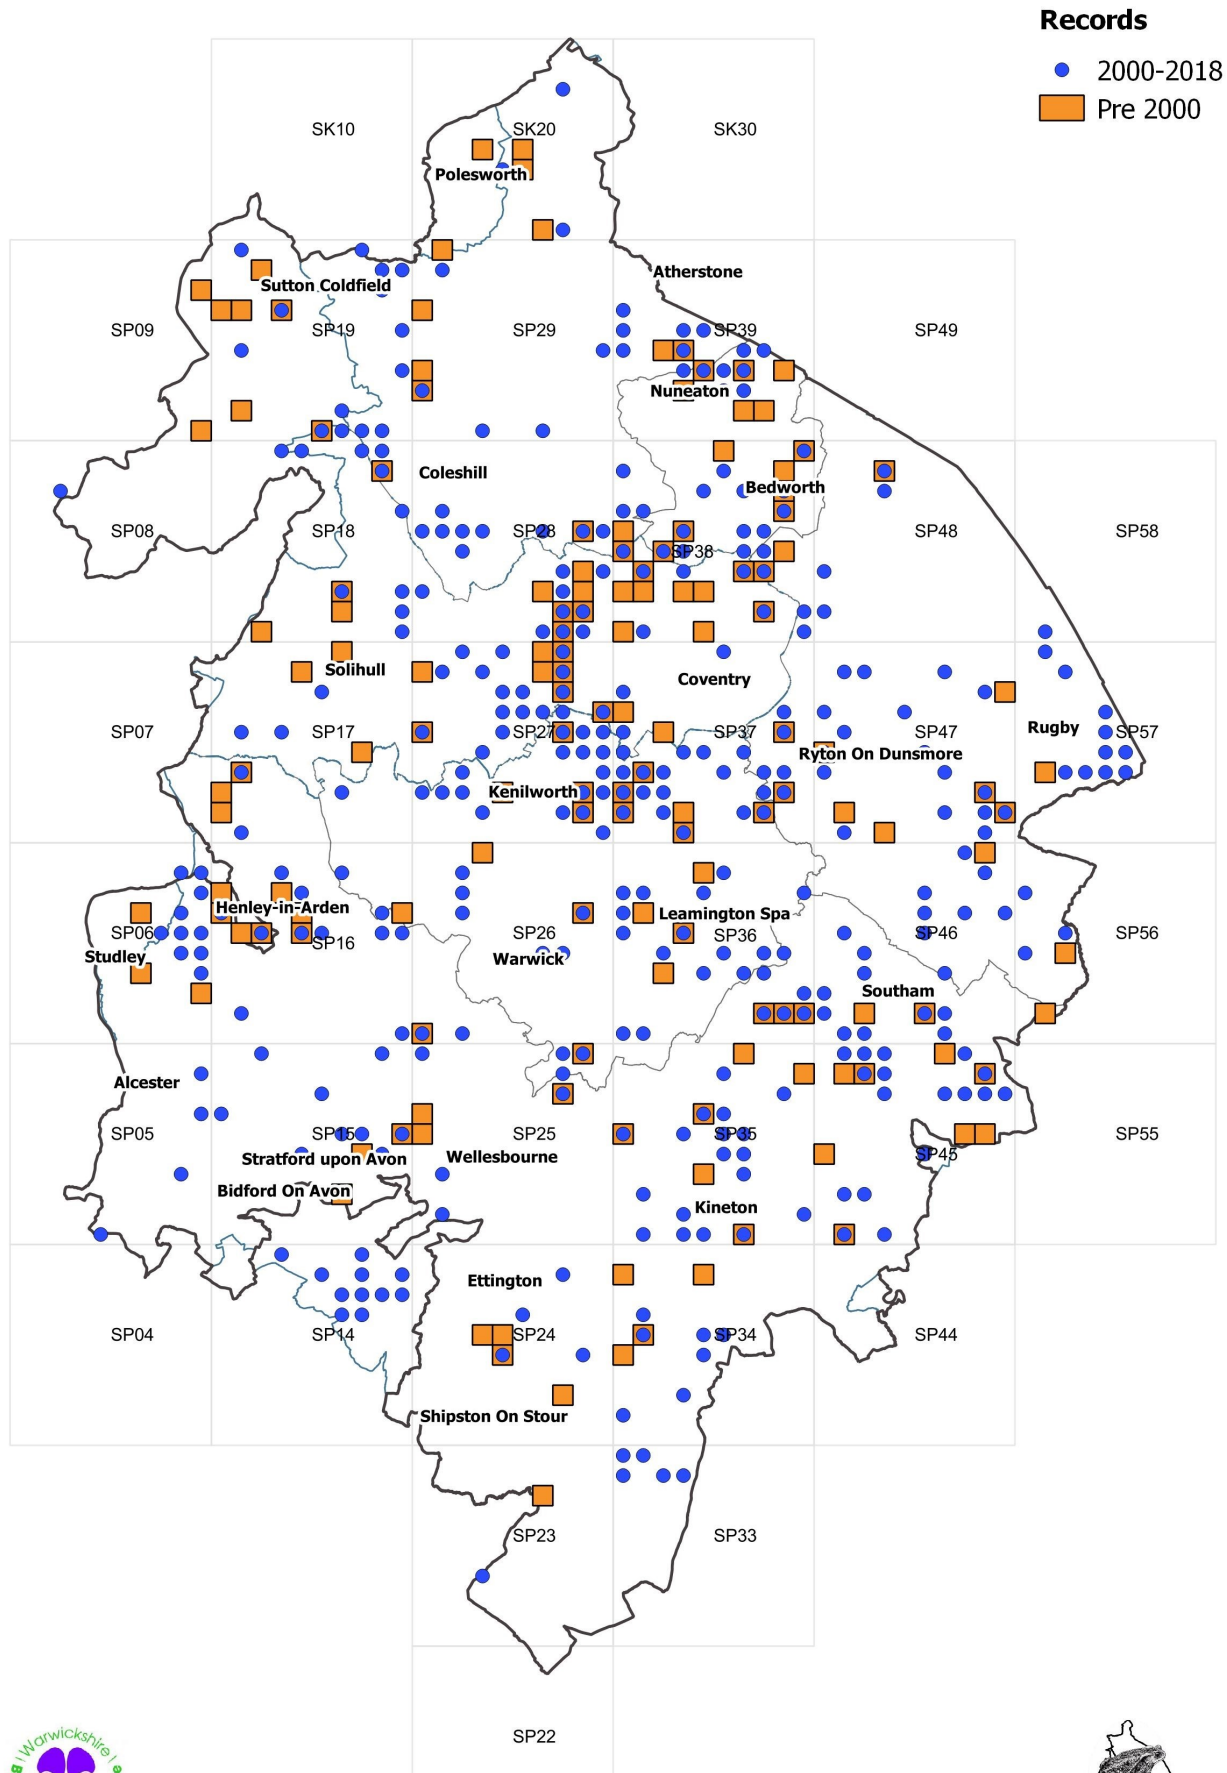 Records
2000-2018
Pre 2000
SK10
SK20
SK30
Polesworth
Atherstone
Sutton Coldfield
SP09
SP19
SP29
SP39
SP49
Nuneaton
Coleshill
Bedworth
SP08
SP18
SP28
SP38
SP48
SP58
Solihull
Coventry
SP07
SP17
SP27
SP37
SP47
Rugby
SP57
Ryton On Dunsmore
Kenilworth
Henley-in-Arden
Leamington Spa
SP06
SP16
SP26
SP36
SP46
SP56
Studley
Warwick
Southam
Alcester
SP05
SP15
SP25
SP35
SP45
SP55
Stratford upon Avon
Wellesbourne
Bidford On Avon
Kineton
Ettington
SP04
SP14
SP24
SP34
SP44
Shipston On Stour
SP23
SP33
SP22
Warwickshire